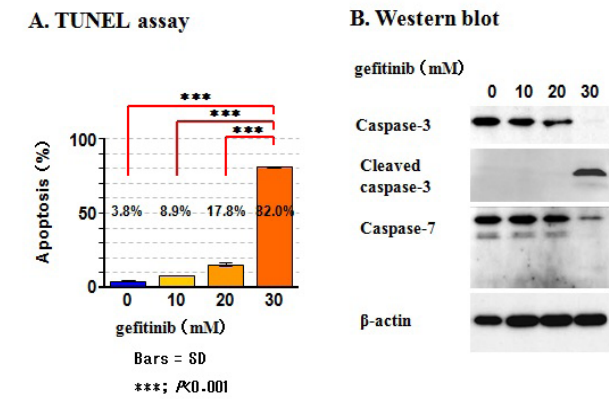 A. TUNEL assay
***
***
***
Apoptosis (%)
100
50
0
3.8% 8.9% 17.8% 82.0%
0 10 20 30
gefitinib (mM)
Bars = SD
***; P<0.001
B. Western blot
gefitinib (mM)
0 10 20 30
Caspase-3
Cleaved
caspase-3
Caspase-7
β-actin